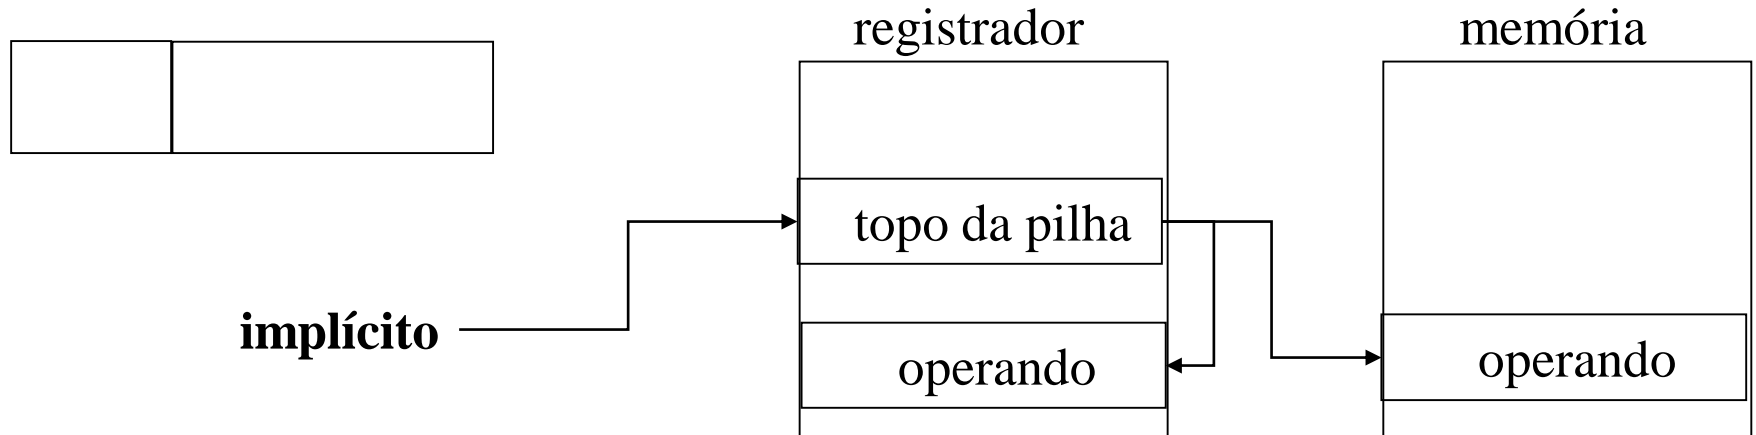 registrador
memória
topo da pilha
implícito
operando
operando